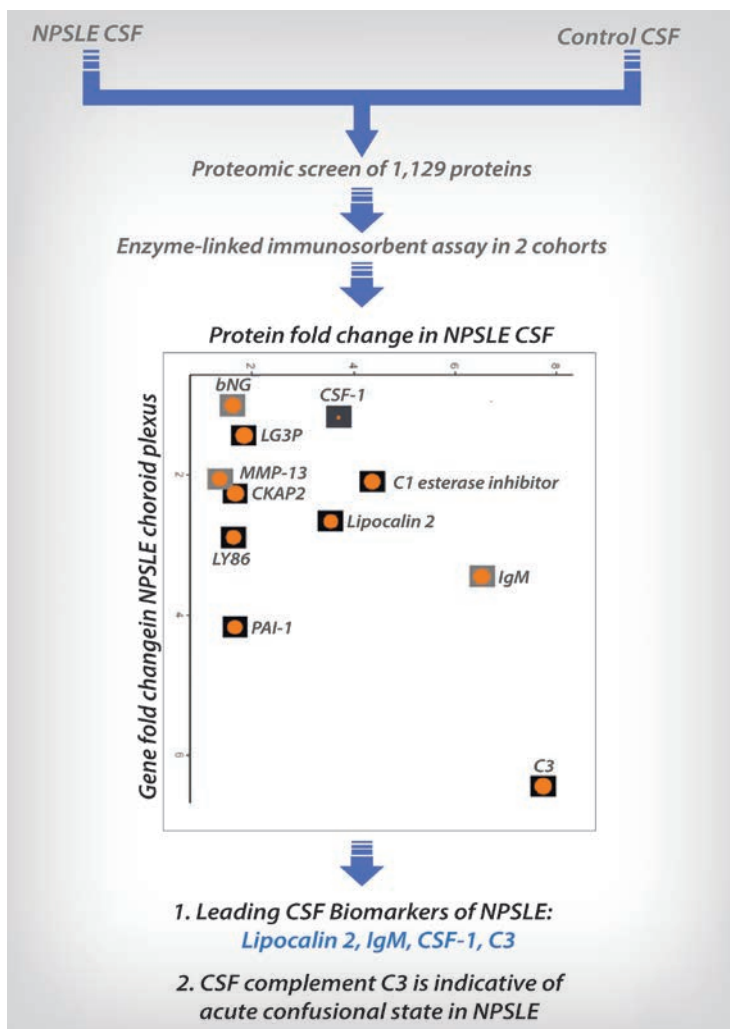 NPSLE CSF
Control CSF
Proteomic screen of 1,129 proteins
Enzyme-linked immunosorbent assay in 2 cohorts
Protein fold change in NPSLE CSF
2
4
6
8
bNG
CSF-1
LG3P
2
MMP-13
C1 esterase inhibitor
CKAP2
Lipocalin 2
LY86
IgM
4
PAI-1
Gene fold changein NPSLE choroid plexus
6
C3
1. Leading CSF Biomarkers of NPSLE:
Lipocalin 2, IgM, CSF-1, C3
2. CSF complement C3 is indicative of
acute confusional state in NPSLE